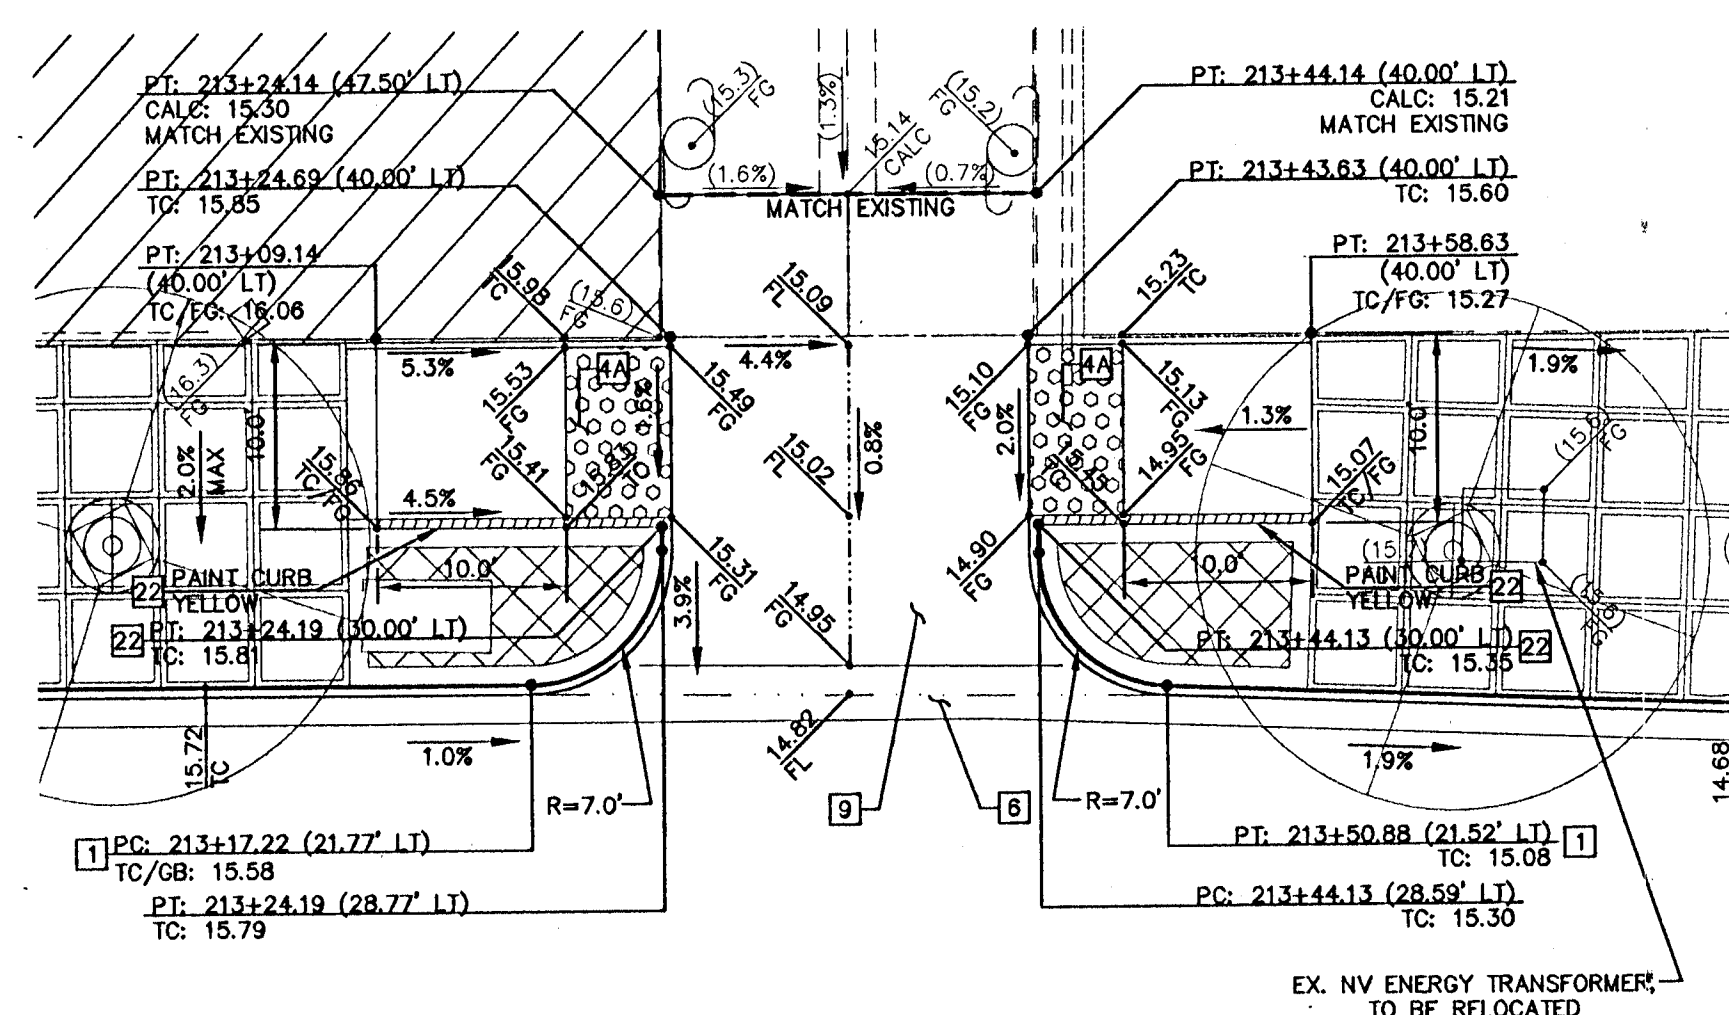 PT: 213+24.14 (47.50' LT)
CALC: 15.30
MATCH EXISTING
PT: 213+24.69 (40.00' LT)
TC: 15.85
PT: 213+09.14
(40.00' LT)
TC/FG: 16.06
(15.3)
FG
(1.3%)
15.14
CALC
(15.2)
FG
(1.6%)
(0.7%)
MATCH EXISTING
PT: 213+44.14 (40.00' LT)
CALC: 15.21
MATCH EXISTING
PT: 213+43.63 (40.00' LT)
TC: 15.60
PT: 213+58.63
(40.00' LT)
TC/FG: 15.27
15.98
TC
(15.6)
FG
15.09
FL
15.23
TC
5.3%
4A
4.4%
4A
1.9%
(16.3)
FG
10.0'
15.53
FG
15.49
FG
15.10
FG
15.13
FG
1.3%
10.0'
2.0%
MAX
15.86
TC/FG
15.41
FG
15.02
FL
0.8%
2.0%
14.95
FG
15.07
TC/FG
4.5%
22
PAINT CURB
YELLOW
10.0'
15.31
FG
14.90
FG
3.9%
14.95
FG
PAINT CURB
YELLOW
22
22
PT: 213+24.19 (30.00' LT)
TC: 15.81
PT: 213+44.13 (30.00' LT)
TC: 15.35
22
15.72
TC
1.0%
14.82
FL
1.9%
14.68
R=7.0'
9
6
R=7.0'
1
PC: 213+17.22 (21.77' LT)
TC/GB: 15.58
PT: 213+24.19 (28.77' LT)
TC: 15.79
PT: 213+50.88 (21.52' LT)
TC: 15.08
1
PC: 213+44.13 (28.59' LT)
TC: 15.30
EX. NV ENERGY TRANSFORMER,
TO BE RELOCATED